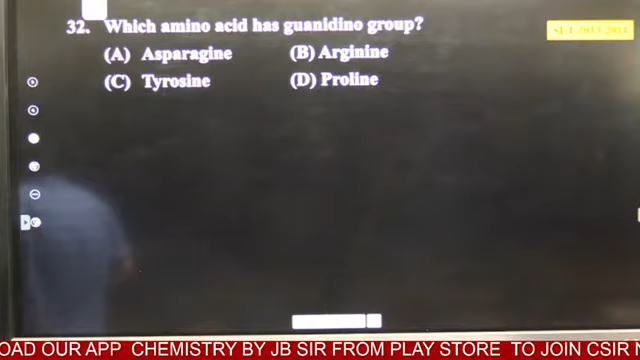 32. Which amino acid has guanidino group?
(A) Asparagine (B) Arginine
(C) Tyrosine (D) Proline
OAD OUR APP CHEMISTRY BY JB SIR FROM PLAY STORE TO JOIN CSIR